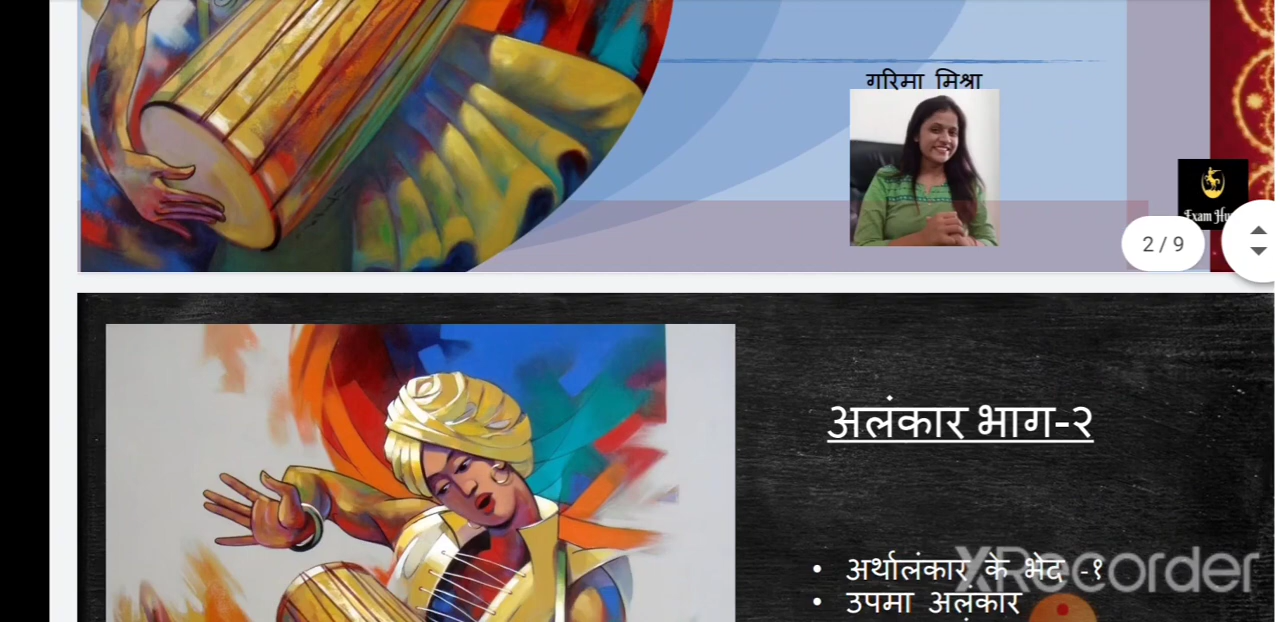 गरिमा मिश्रा
2 / 9
अलंकार भाग-२
• अर्थालंकार के भेद -१
• उपमा अलंकार
XRecorder